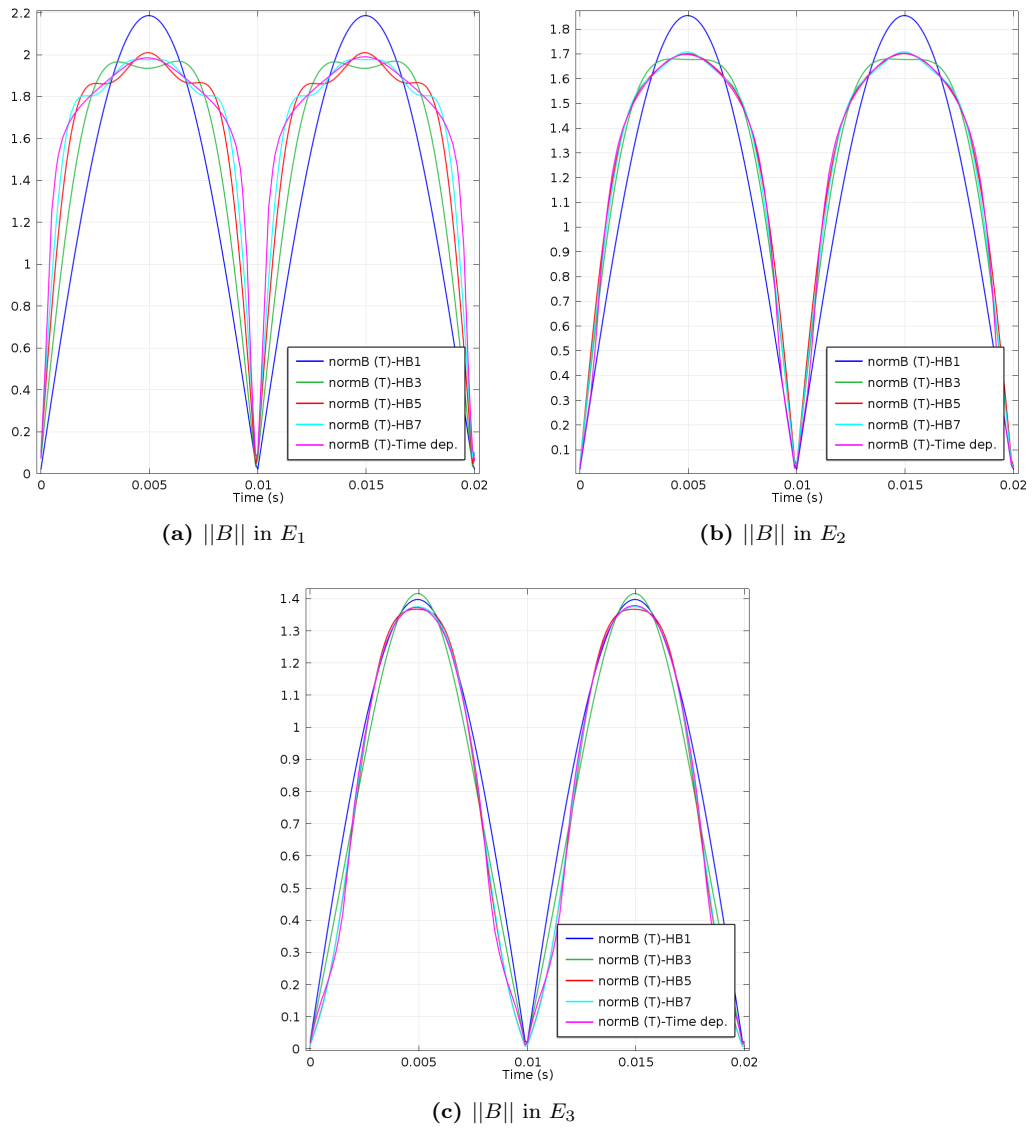 2.2
2
1.8
1.6
1.4
1.2
1
0.8
0.6
0.4
0.2
0
normB (T)-HB1
normB (T)-HB3
normB (T)-HB5
normB (T)-HB7
normB (T)-Time dep.
0 0.005 0.01 0.015 0.02
Time (s)
(a) ||B|| in E₁
1.8
1.7
1.6
1.5
1.4
1.3
1.2
1.1
1
0.9
0.8
0.7
0.6
0.5
0.4
0.3
0.2
0.1
normB (T)-HB1
normB (T)-HB3
normB (T)-HB5
normB (T)-HB7
normB (T)-Time dep.
0 0.005 0.01 0.015 0.02
Time (s)
(b) ||B|| in E₂
1.4
1.3
1.2
1.1
1
0.9
0.8
0.7
0.6
0.5
0.4
0.3
0.2
0.1
0
normB (T)-HB1
normB (T)-HB3
normB (T)-HB5
normB (T)-HB7
normB (T)-Time dep.
0 0.005 0.01 0.015 0.02
Time (s)
(c) ||B|| in E₃